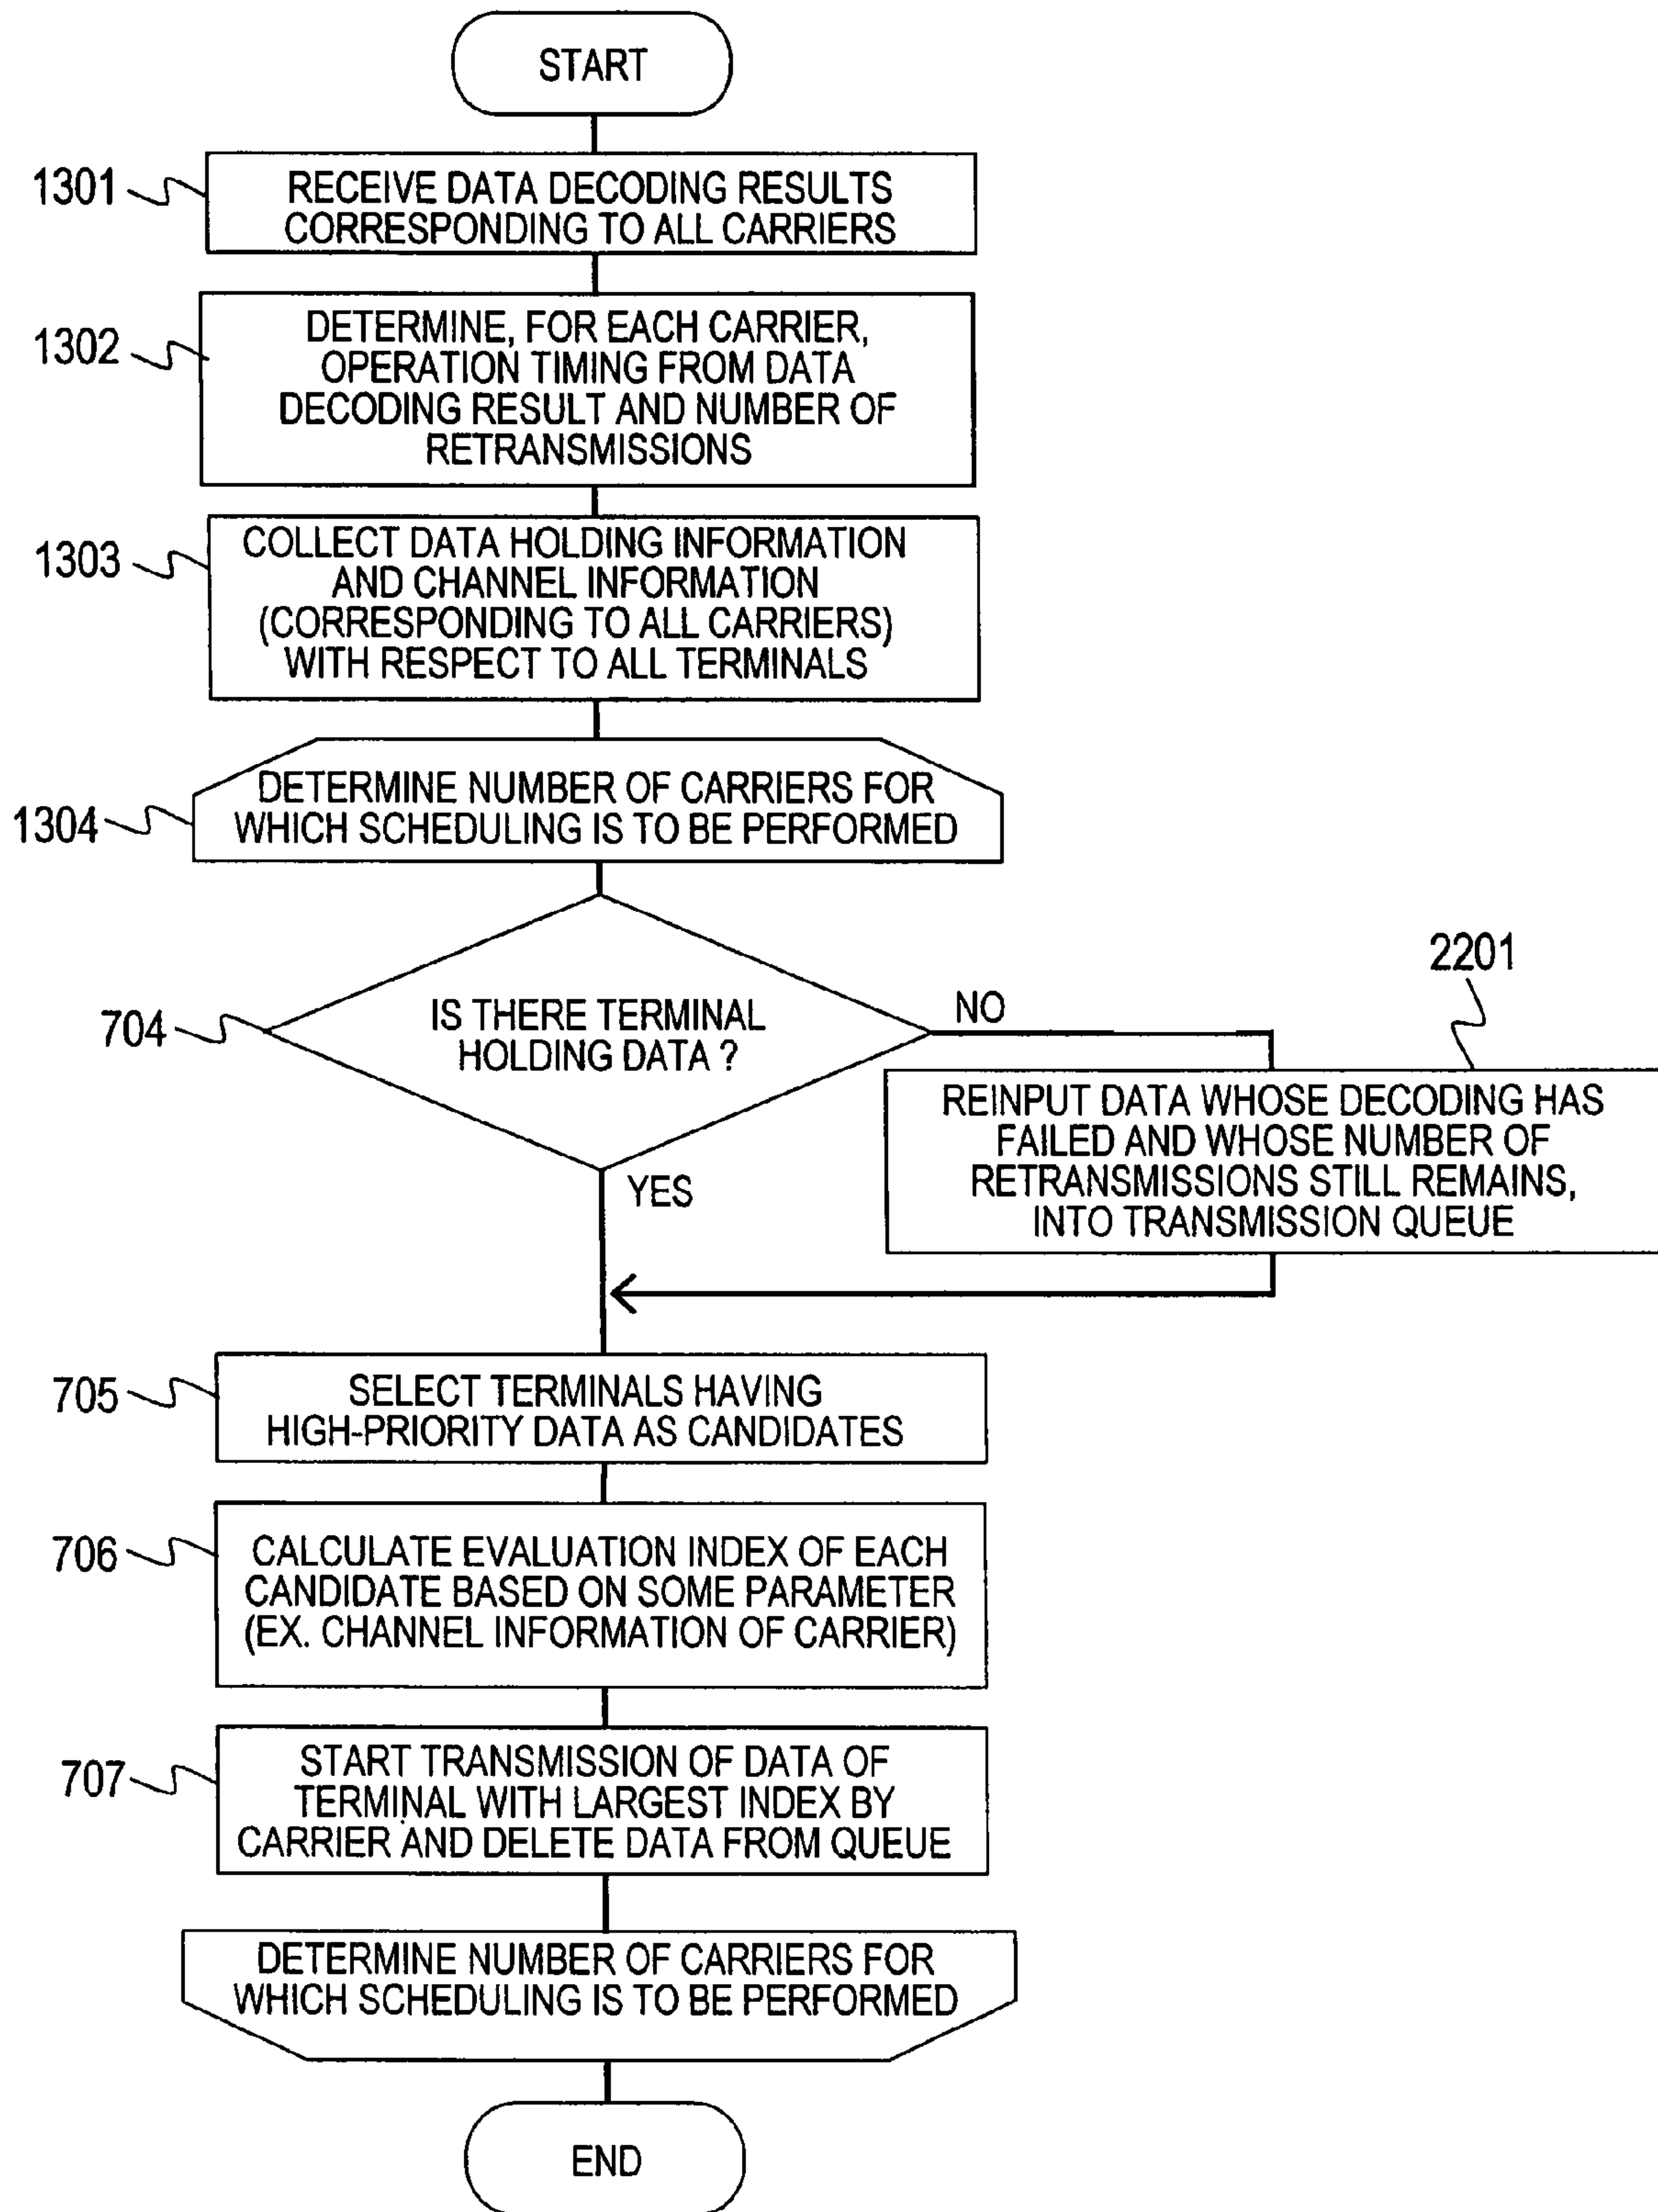 START
1301
RECEIVE DATA DECODING RESULTS
CORRESPONDING TO ALL CARRIERS
1302
DETERMINE, FOR EACH CARRIER,
OPERATION TIMING FROM DATA
DECODING RESULT AND NUMBER OF
RETRANSMISSIONS
1303
COLLECT DATA HOLDING INFORMATION
AND CHANNEL INFORMATION
(CORRESPONDING TO ALL CARRIERS)
WITH RESPECT TO ALL TERMINALS
1304
DETERMINE NUMBER OF CARRIERS FOR
WHICH SCHEDULING IS TO BE PERFORMED
704
IS THERE TERMINAL
HOLDING DATA ?
NO
2201
REINPUT DATA WHOSE DECODING HAS
FAILED AND WHOSE NUMBER OF
RETRANSMISSIONS STILL REMAINS,
INTO TRANSMISSION QUEUE
YES
705
SELECT TERMINALS HAVING
HIGH-PRIORITY DATA AS CANDIDATES
706
CALCULATE EVALUATION INDEX OF EACH
CANDIDATE BASED ON SOME PARAMETER
(EX. CHANNEL INFORMATION OF CARRIER)
707
START TRANSMISSION OF DATA OF
TERMINAL WITH LARGEST INDEX BY
CARRIER AND DELETE DATA FROM QUEUE
DETERMINE NUMBER OF CARRIERS FOR
WHICH SCHEDULING IS TO BE PERFORMED
END